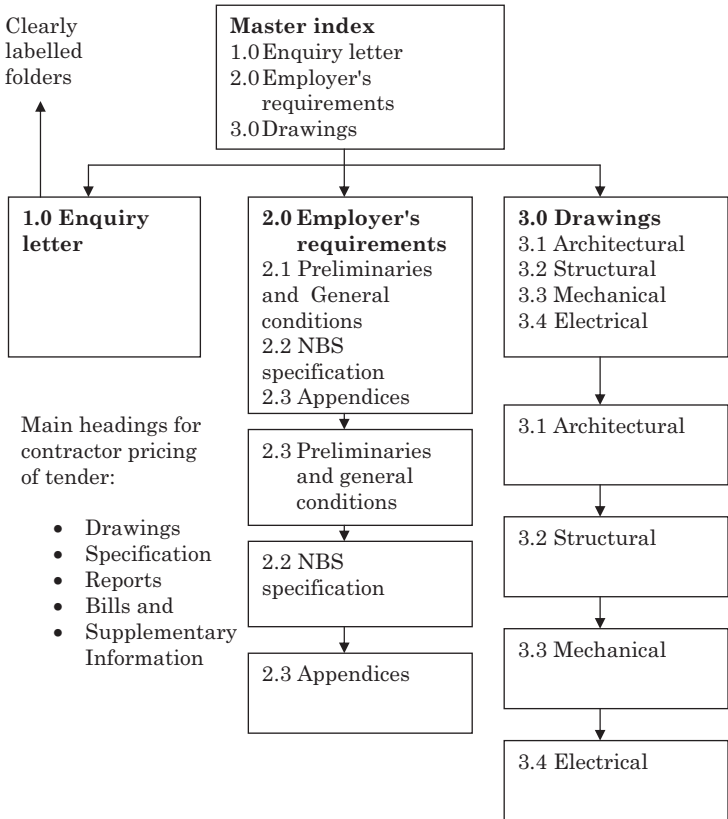 Clearly
labelled
folders
Master index
1.0 Enquiry letter
2.0 Employer's
requirements
3.0 Drawings
1.0 Enquiry
letter
2.0 Employer's
requirements
2.1 Preliminaries
and General
conditions
2.2 NBS
specification
2.3 Appendices
3.0 Drawings
3.1 Architectural
3.2 Structural
3.3 Mechanical
3.4 Electrical
Main headings for
contractor pricing
of tender:
• Drawings
• Specification
• Reports
• Bills and
• Supplementary
Information
2.3 Preliminaries
and general
conditions
2.2 NBS
specification
2.3 Appendices
3.1 Architectural
3.2 Structural
3.3 Mechanical
3.4 Electrical